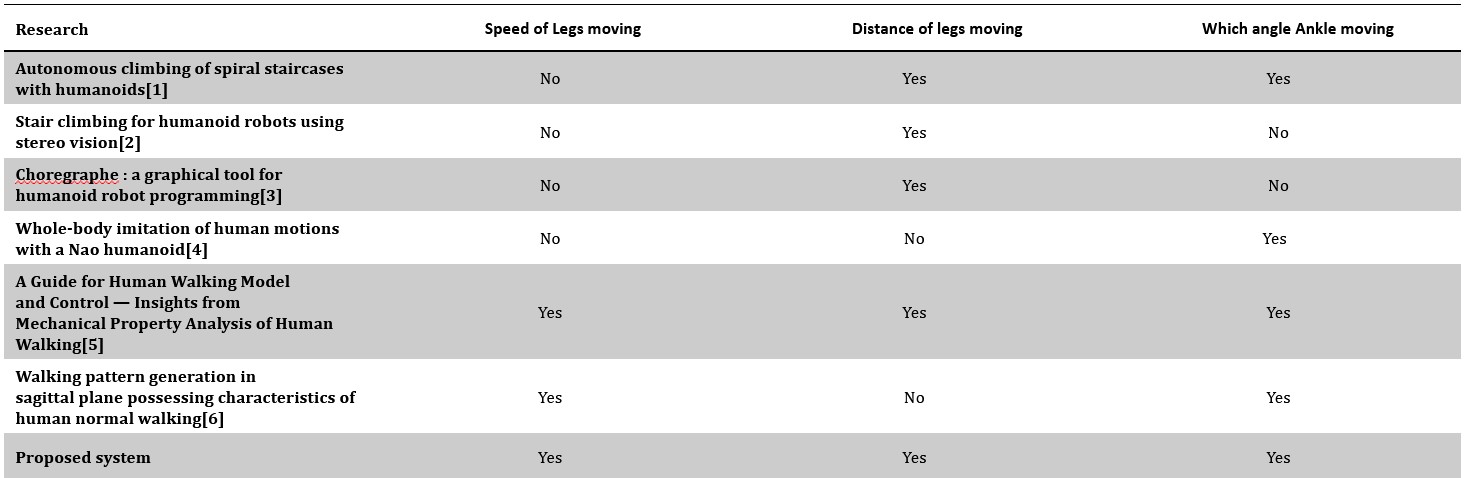 Research Speed of Legs moving Distance of legs moving Which angle Ankle moving
Autonomous climbing of spiral staircases
with humanoids[1]
No Yes Yes
Stair climbing for humanoid robots using
stereo vision[2]
No Yes No
Choregraphe : a graphical tool for
humanoid robot programming[3]
No Yes No
Whole-body imitation of human motions
with a Nao humanoid[4]
No No Yes
A Guide for Human Walking Model
and Control — Insights from
Mechanical Property Analysis of Human
Walking[5]
Yes Yes Yes
Walking pattern generation in
sagittal plane possessing characteristics of
human normal walking[6]
Yes No Yes
Proposed system Yes Yes Yes